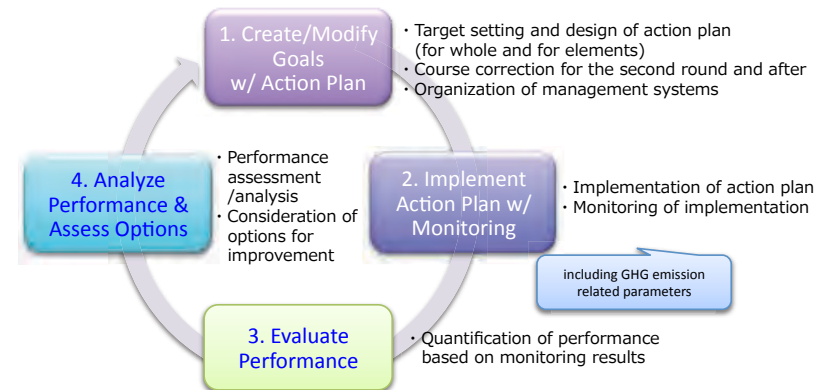 1. Create/Modify
Goals
w/ Action Plan
・Target setting and design of action plan
(for whole and for elements)
・Course correction for the second round and after
・Organization of management systems
2. Implement
Action Plan w/
Monitoring
・Implementation of action plan
・Monitoring of implementation
including GHG emission
related parameters
3. Evaluate
Performance
・Quantification of performance
based on monitoring results
4. Analyze
Performance &
Assess Options
・Performance
assessment
/analysis
・Consideration of
options for
improvement